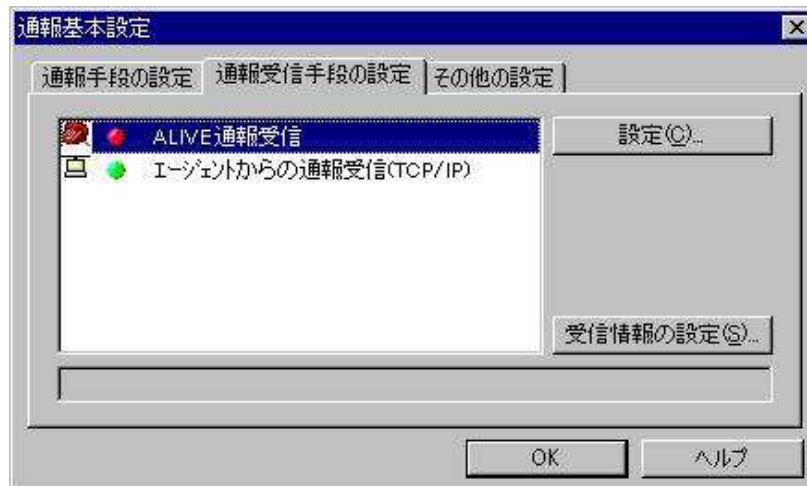 通報基本設定
通報手段の設定 通報受信手段の設定 その他の設定
ALIVE通報受信
設定(C)...
エージェントからの通報受信(TCP/IP)
受信情報の設定(S)...
OK ヘルプ